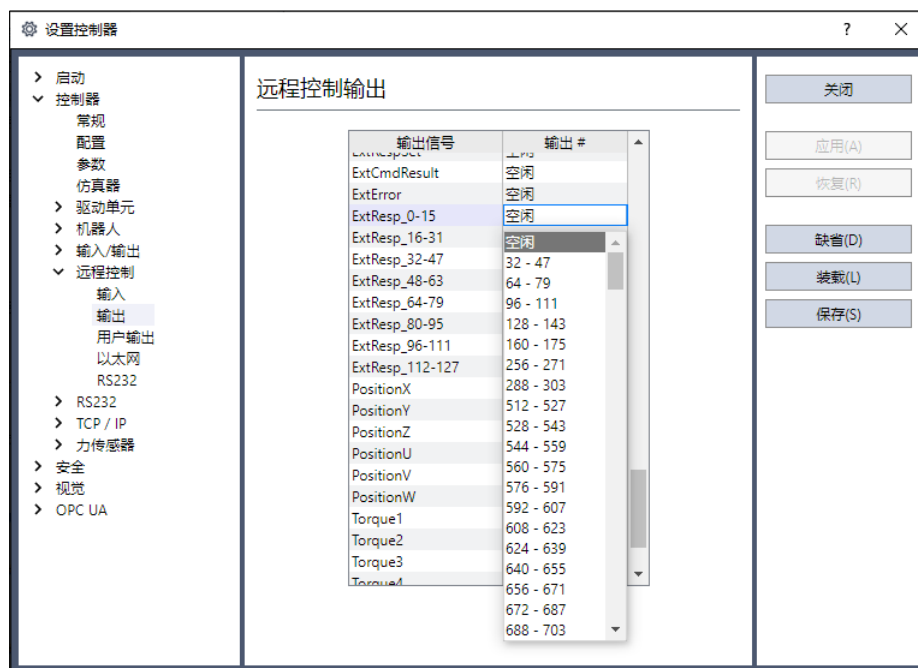 设置控制器
?
启动
控制器
常规
配置
参数
仿真器
驱动单元
机器人
输入/输出
远程控制
输入
输出
用户输出
以太网
RS232
RS232
TCP / IP
力传感器
安全
视觉
OPC UA
远程控制输出
输出信号 输出 #
ExtRespSet 空闲
ExtCmdResult 空闲
ExtError 空闲
ExtResp_0-15 空闲
ExtResp_16-31
ExtResp_32-47
ExtResp_48-63
ExtResp_64-79
ExtResp_80-95
ExtResp_96-111
ExtResp_112-127
PositionX
PositionY
PositionZ
PositionU
PositionV
PositionW
Torque1
Torque2
Torque3
Torque4
空闲
32 - 47
64 - 79
96 - 111
128 - 143
160 - 175
256 - 271
288 - 303
512 - 527
528 - 543
544 - 559
560 - 575
576 - 591
592 - 607
608 - 623
624 - 639
640 - 655
656 - 671
672 - 687
688 - 703
关闭
应用(A)
恢复(R)
缺省(D)
装载(L)
保存(S)